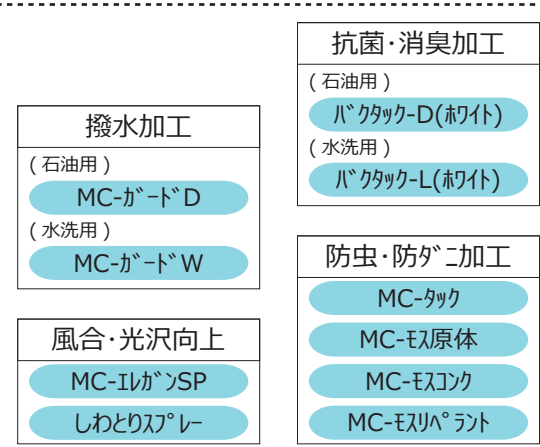 撥水加工
(石油用)
MC-ｶﾞｰﾄﾞD
(水洗用)
MC-ｶﾞｰﾄﾞW
風合･光沢向上
MC-ｴﾚｶﾞﾝSP
しわとりｽﾌﾟﾚｰ
抗菌･消臭加工
(石油用)
ﾊﾞｸﾀｯｸ-D(ﾎﾜｲﾄ)
(水洗用)
ﾊﾞｸﾀｯｸ-L(ﾎﾜｲﾄ)
防虫･防ﾀﾞﾆ加工
MC-ﾀｯｸ
MC-ﾓｽ原体
MC-ﾓｽｺﾝｸ
MC-ﾓｽﾘﾍﾟﾗﾝﾄ